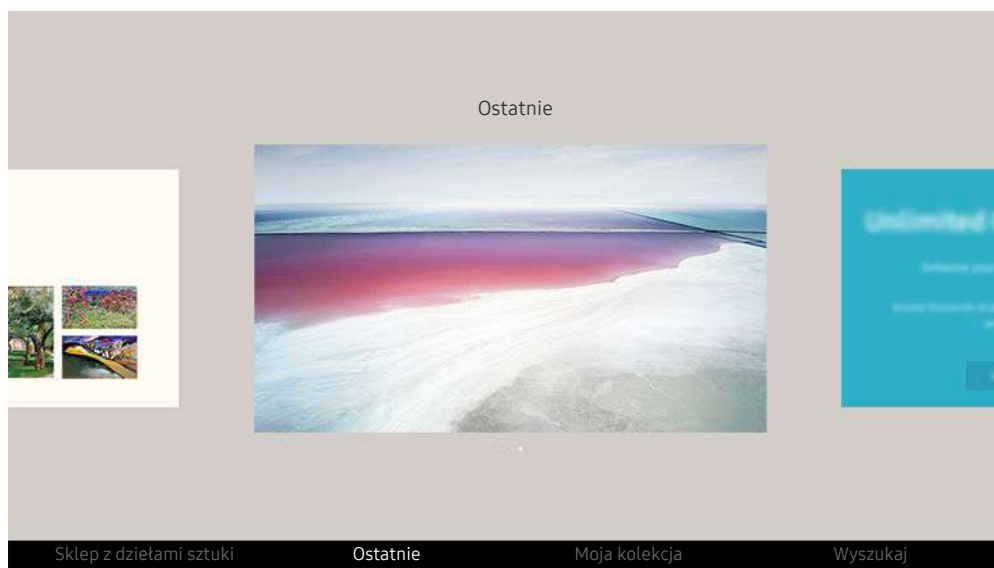 Ostatnie
Unlimited
Sklep z dziełami sztuki
Ostatnie
Moja kolekcja
Wyszukaj